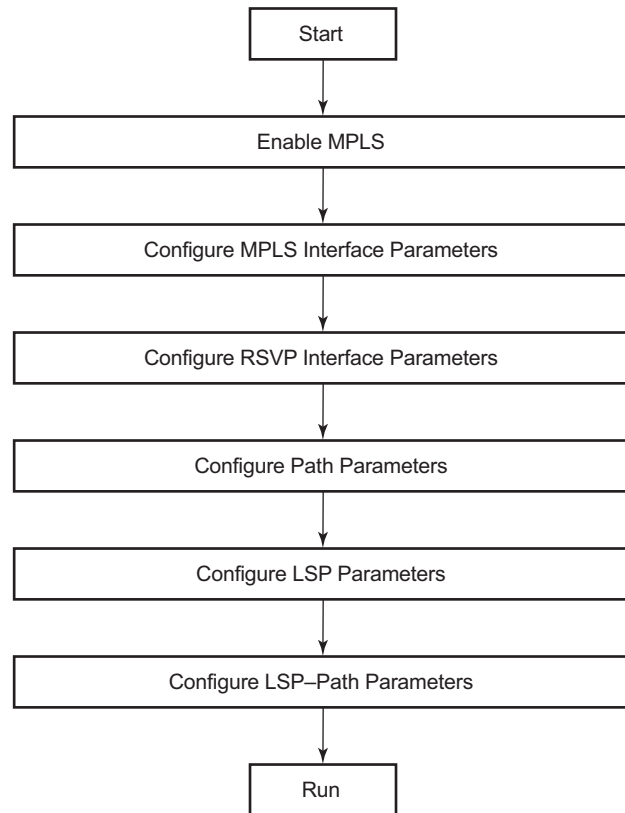 Start
Enable MPLS
Configure MPLS Interface Parameters
Configure RSVP Interface Parameters
Configure Path Parameters
Configure LSP Parameters
Configure LSP–Path Parameters
Run